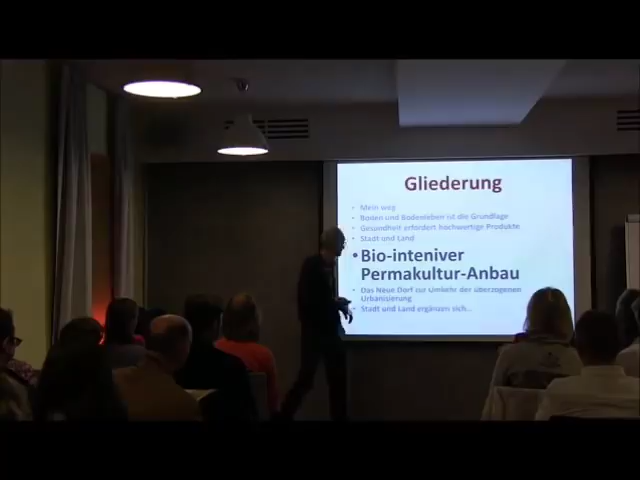 Gliederung
• Mein weg
• Boden und Bodenleben ist die Grundlage
• Gesundheit erfordert hochwertige Produkte
• Stadt und Land
• Bio-inteniver
Permakultur-Anbau
• Das Neue Dorf zur Umkehr der überzogenen
Urbanisierung
• Stadt und Land ergänzen sich...